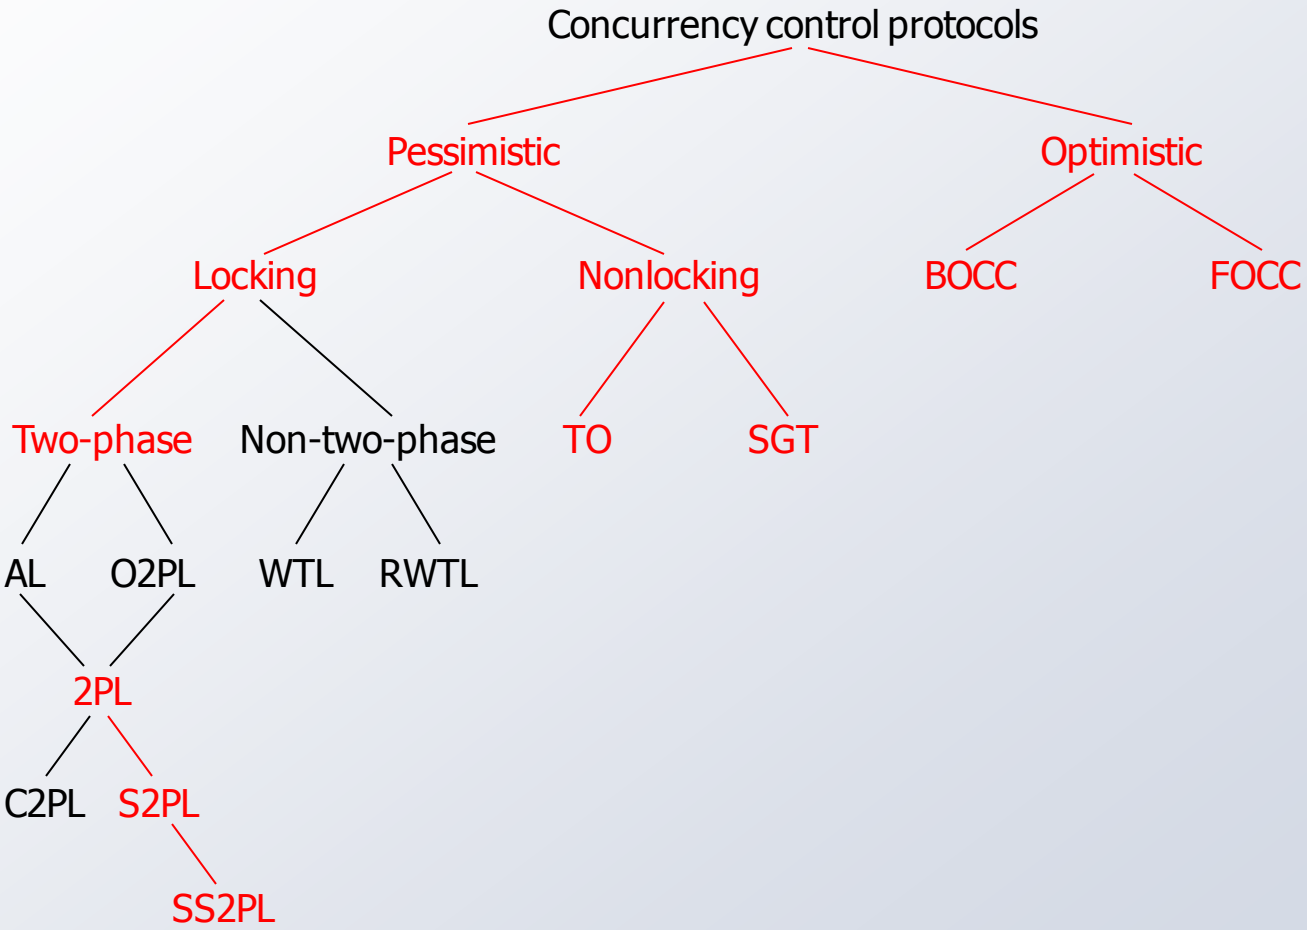 Concurrency control protocols
Pessimistic
Optimistic
Locking
Nonlocking
BOCC
FOCC
Two-phase
Non-two-phase
TO
SGT
AL
O2PL
WTL
RWTL
2PL
C2PL
S2PL
SS2PL